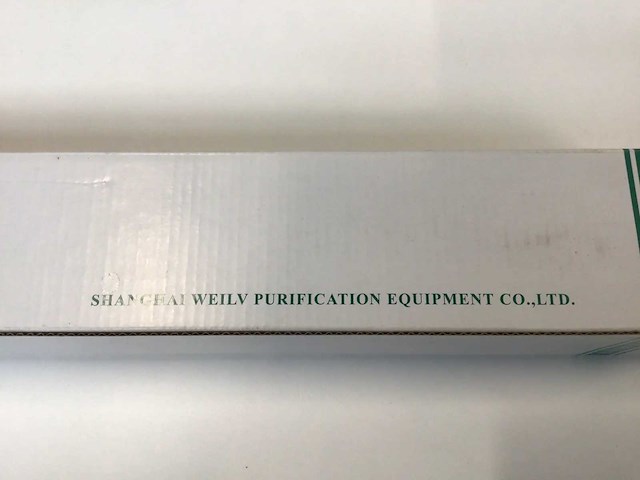 SHANGHAI WEILV PURIFICATION EQUIPMENT CO.,LTD.